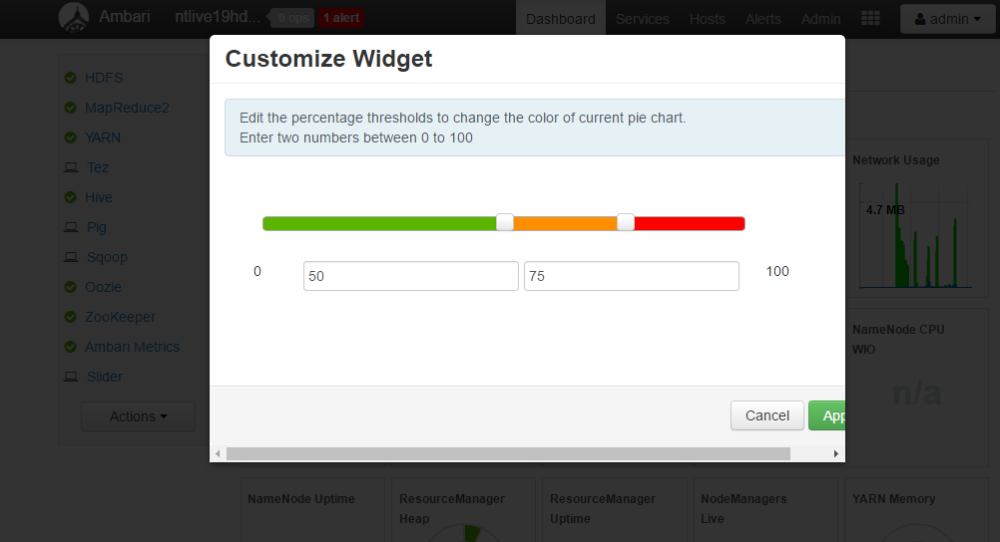 Ambari
ntlive19hd...
0 ops
1 alert
Dashboard
Services
Hosts
Alerts
Admin
admin
HDFS
MapReduce2
YARN
Tez
Hive
Pig
Sqoop
Oozie
ZooKeeper
Ambari Metrics
Slider
Actions
Customize Widget
Edit the percentage thresholds to change the color of current pie chart.
Enter two numbers between 0 to 100
0
50
75
100
Cancel
App
Network Usage
4.7 MB
NameNode CPU
WIO
n/a
NameNode Uptime
ResourceManager
Heap
ResourceManager
Uptime
NodeManagers
Live
YARN Memory